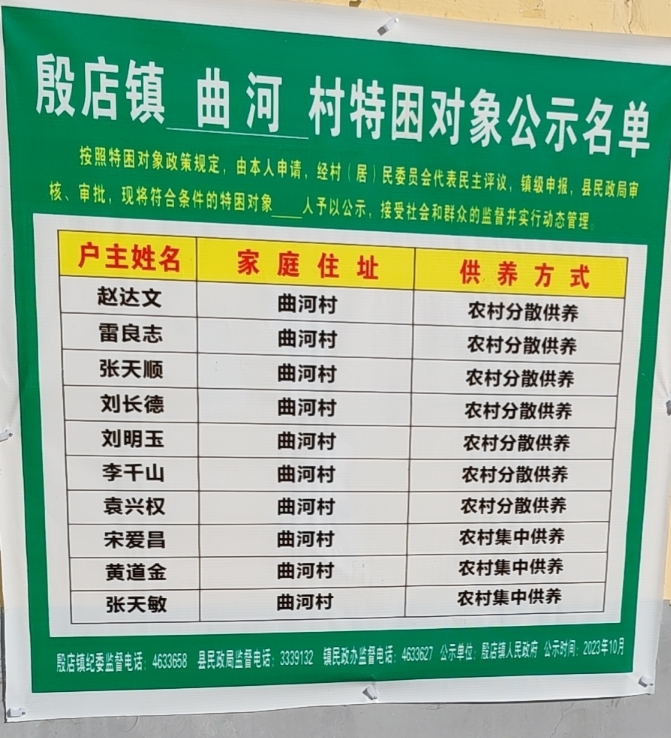 殷店镇 曲河 村特困对象公示名单
按照特困对象政策规定，由本人申请，经村（居）民委员会代表民主评议，镇级申报，县民政局审
核、审批，现将符合条件的特困对象____人予以公示，接受社会和群众的监督并实行动态管理。
户主姓名 家庭住址 供养方式
赵达文 曲河村 农村分散供养
雷良志 曲河村 农村分散供养
张天顺 曲河村 农村分散供养
刘长德 曲河村 农村分散供养
刘明玉 曲河村 农村分散供养
李千山 曲河村 农村分散供养
袁兴权 曲河村 农村分散供养
宋爱昌 曲河村 农村集中供养
黄道金 曲河村 农村集中供养
张天敏 曲河村 农村集中供养
殷店镇纪委监督电话：4633658 县民政局监督电话：3339132 镇民政办监督电话：4633627 公示单位：殷店镇人民政府 公示时间：2023年10月